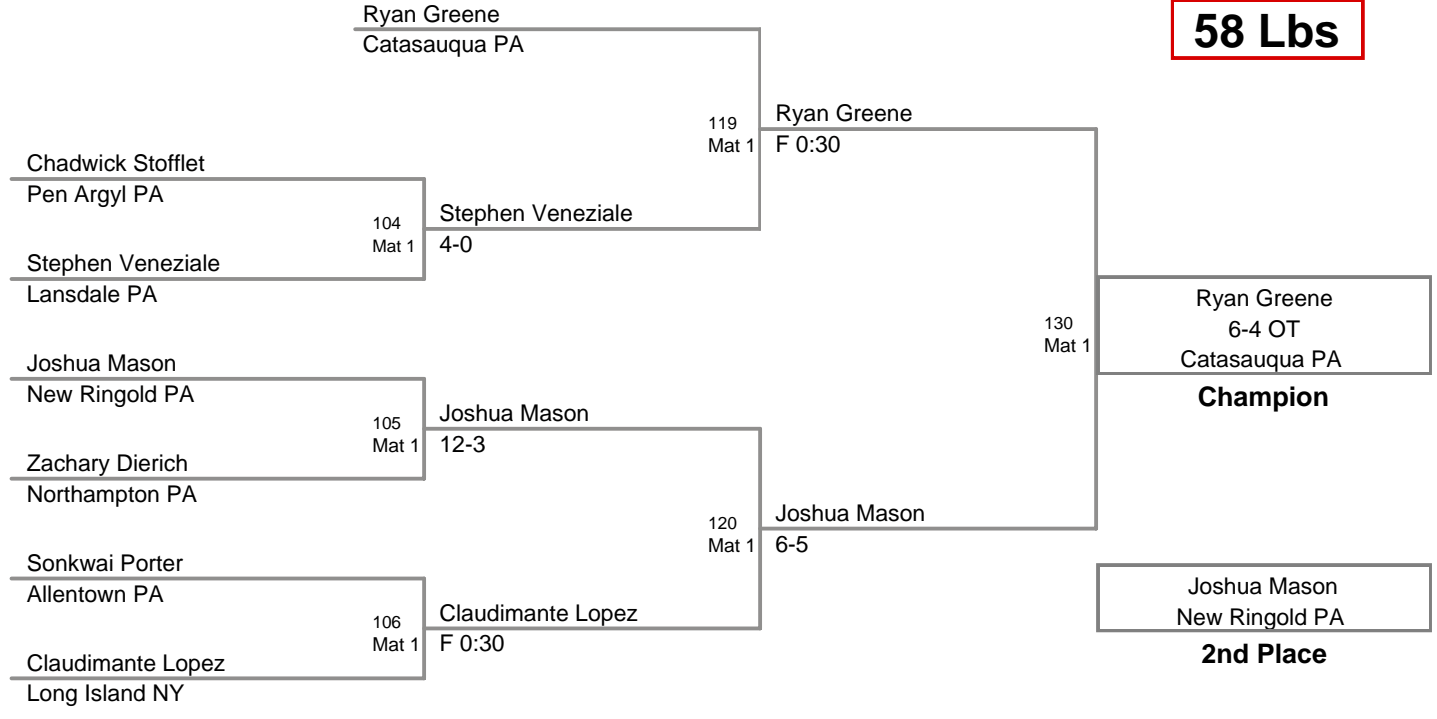 Ryan Greene
Catasauqua PA
58 Lbs
119
Mat 1
Ryan Greene
F 0:30
Chadwick Stofflet
Pen Argyl PA
104
Mat 1
Stephen Veneziale
4-0
Stephen Veneziale
Lansdale PA
130
Mat 1
Ryan Greene
6-4 OT
Catasauqua PA
Champion
Joshua Mason
New Ringold PA
105
Mat 1
Joshua Mason
12-3
Zachary Dierich
Northampton PA
120
Mat 1
Joshua Mason
6-5
Sonkwai Porter
Allentown PA
106
Mat 1
Claudimante Lopez
F 0:30
Claudimante Lopez
Long Island NY
Joshua Mason
New Ringold PA
2nd Place